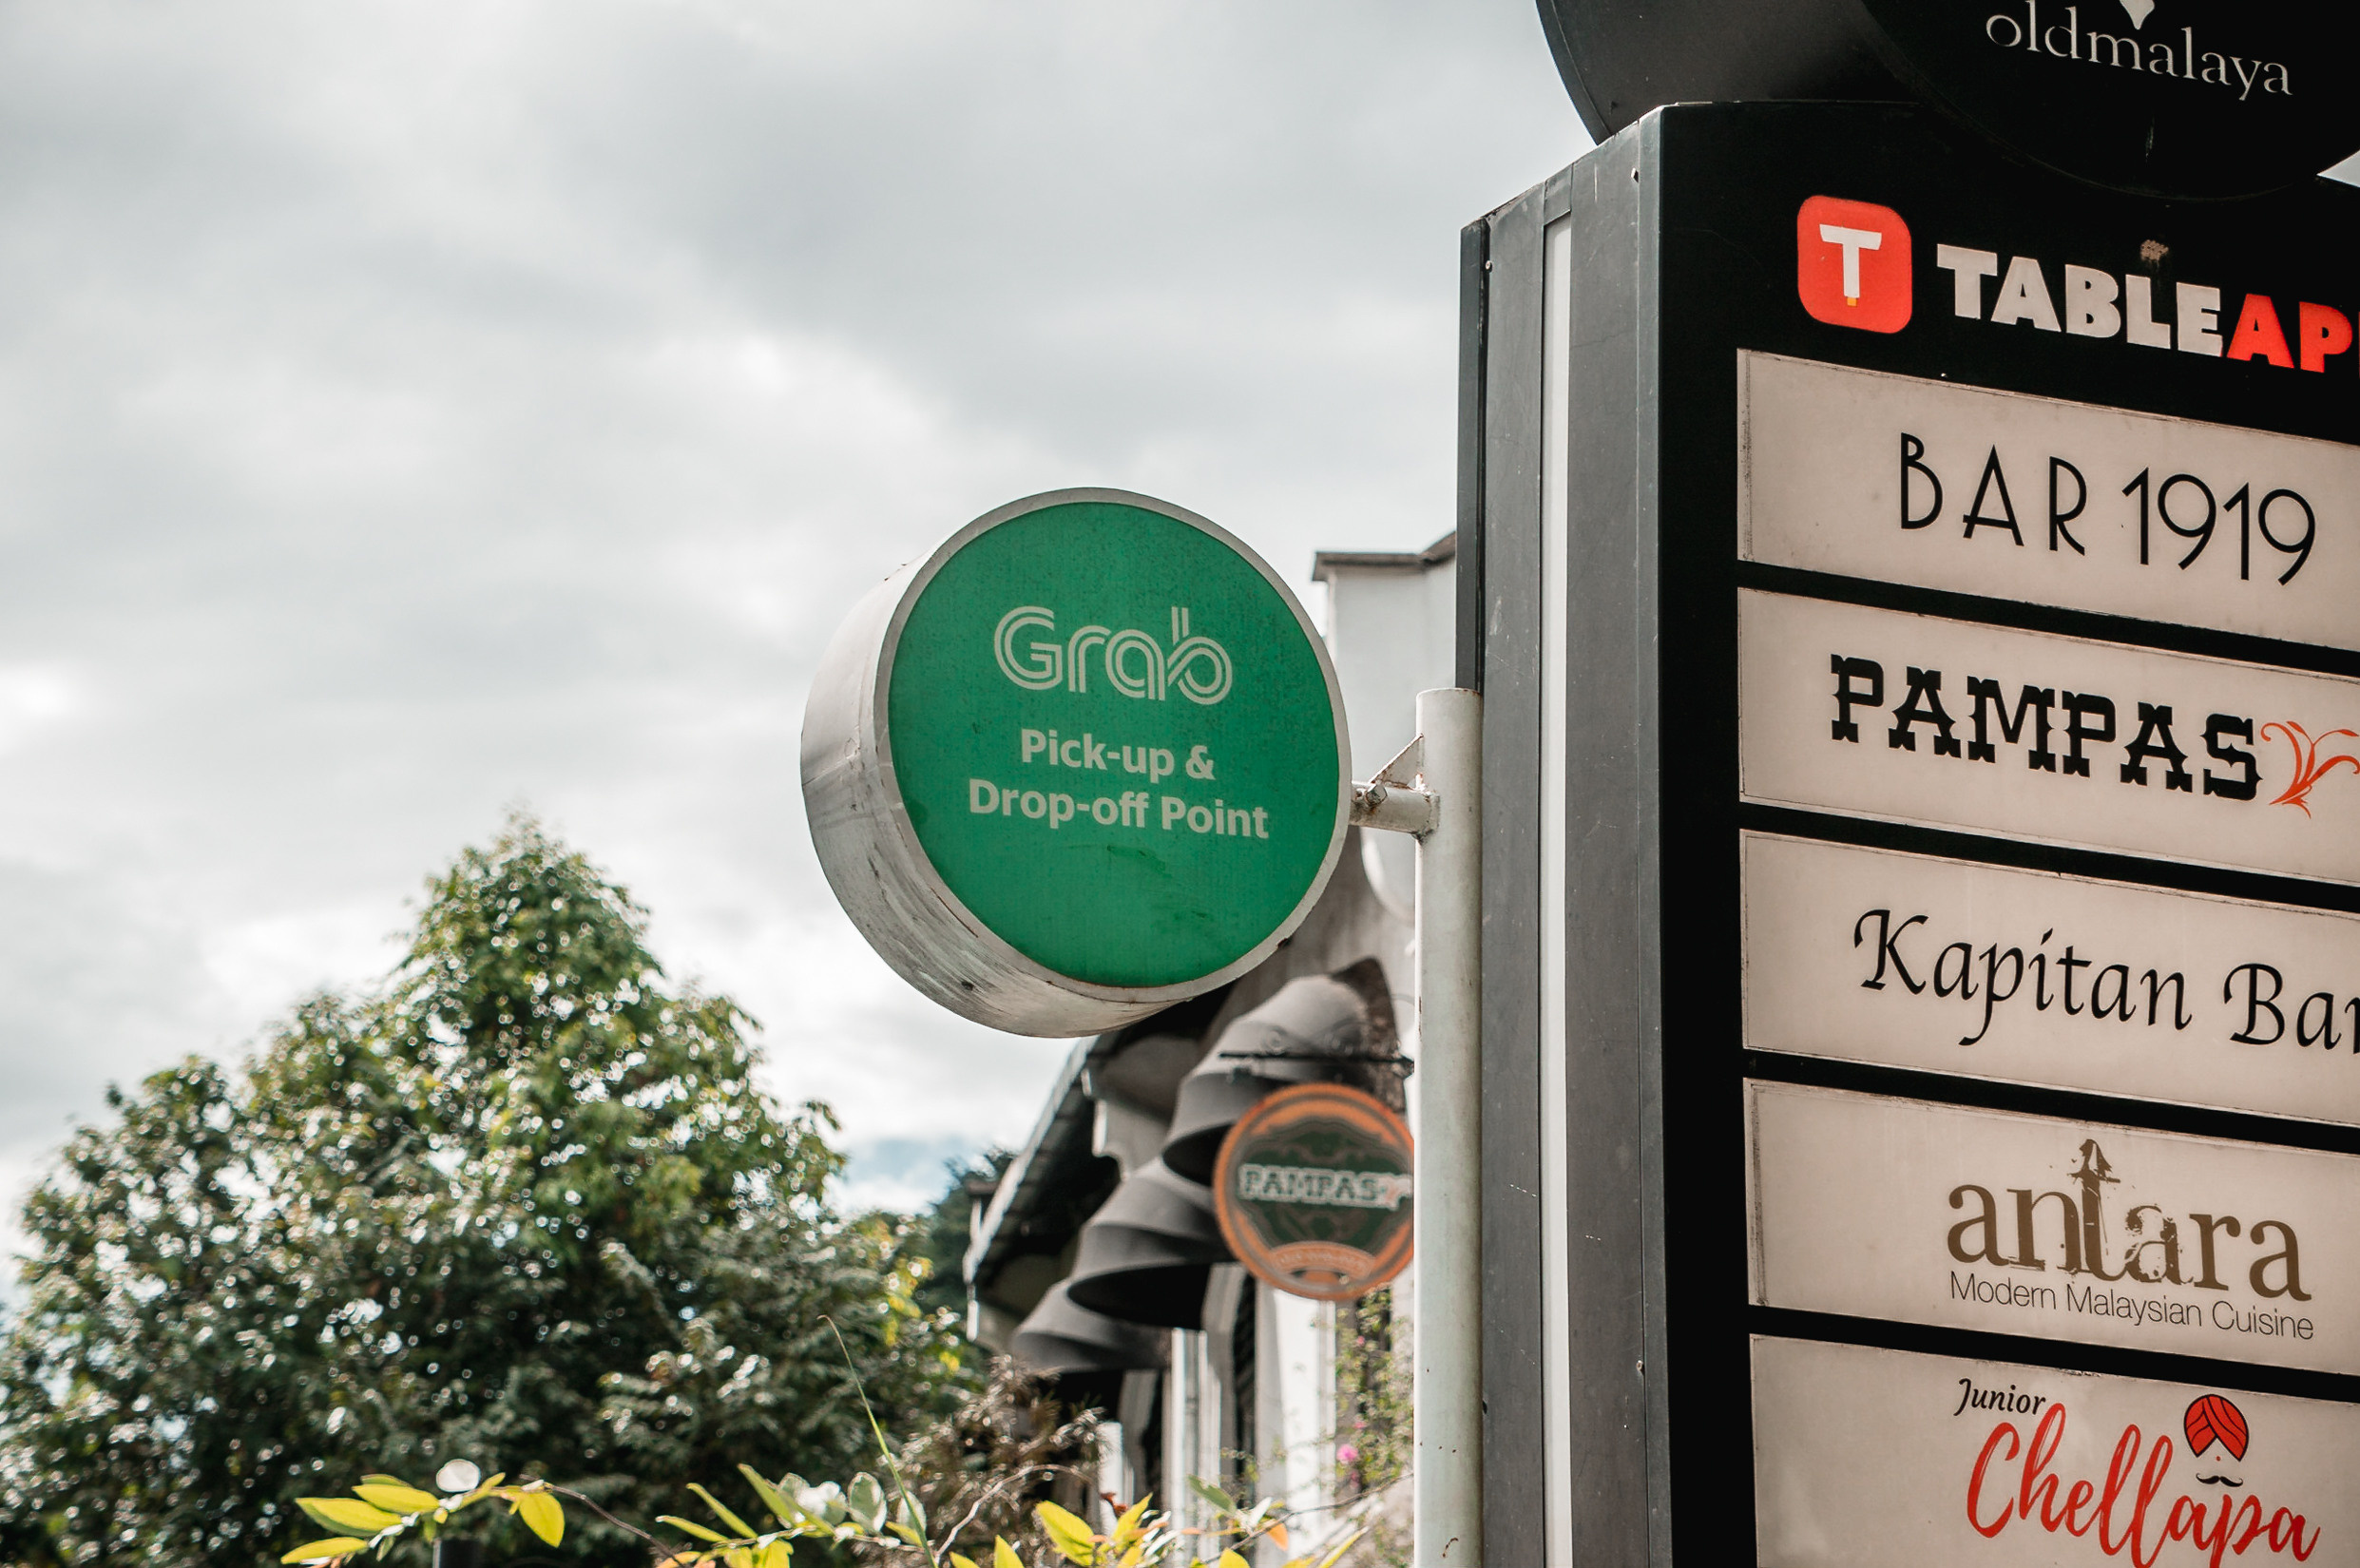 oldmalaya
T TABLEAP
BAR 1919
PAMPAS
Kapitan Bar
antara
Modern Malaysian Cuisine
Junior
Chellapa
Grab
Pick-up &
Drop-off Point
PAMPAS